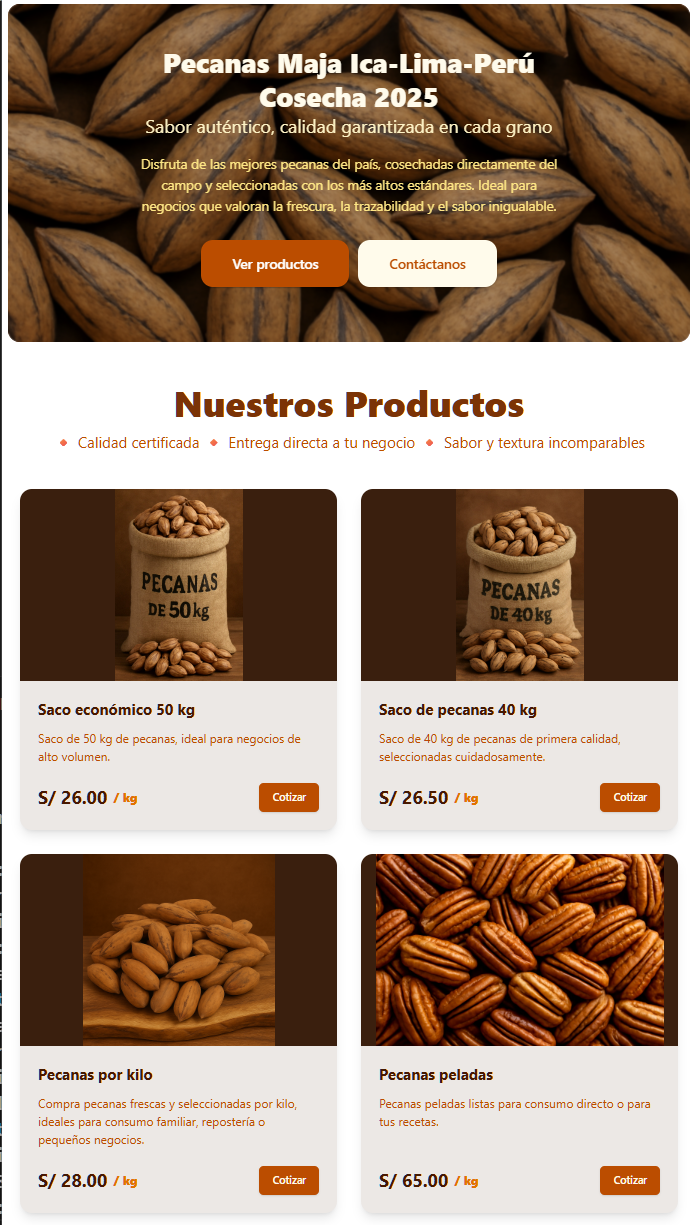 Pecanas Maja Ica-Lima-Perú
Cosecha 2025
Sabor auténtico, calidad garantizada en cada grano
Disfruta de las mejores pecanas del país, cosechadas directamente del
campo y seleccionadas con los más altos estándares. Ideal para
negocios que valoran la frescura, la trazabilidad y el sabor inigualable.
Ver productos
Contáctanos
Nuestros Productos
🔸 Calidad certificada 🔸 Entrega directa a tu negocio 🔸 Sabor y textura incomparables
PECANAS
DE 50 kg
Saco económico 50 kg
Saco de 50 kg de pecanas, ideal para negocios de
alto volumen.
S/ 26.00 / kg
Cotizar
PECANAS
DE 40 kg
Saco de pecanas 40 kg
Saco de 40 kg de pecanas de primera calidad,
seleccionadas cuidadosamente.
S/ 26.50 / kg
Cotizar
Pecanas por kilo
Compra pecanas frescas y seleccionadas por kilo,
ideales para consumo familiar, repostería o
pequeños negocios.
S/ 28.00 / kg
Cotizar
Pecanas peladas
Pecanas peladas listas para consumo directo o para
tus recetas.
S/ 65.00 / kg
Cotizar